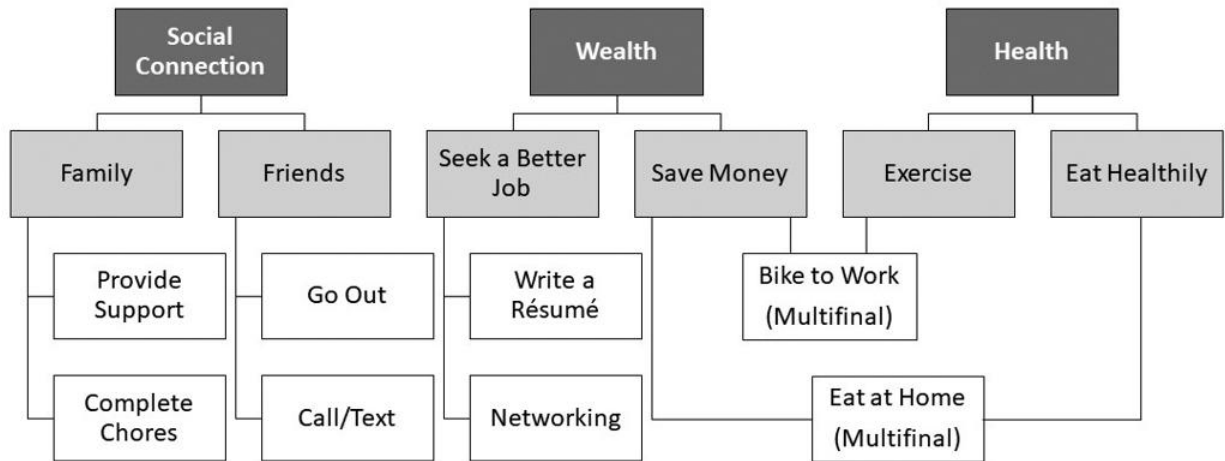 Social
Connection
Wealth
Health
Family
Friends
Seek a Better
Job
Save Money
Exercise
Eat Healthily
Provide
Support
Go Out
Write a
Résumé
Bike to Work
(Multifinal)
Complete
Chores
Call/Text
Networking
Eat at Home
(Multifinal)